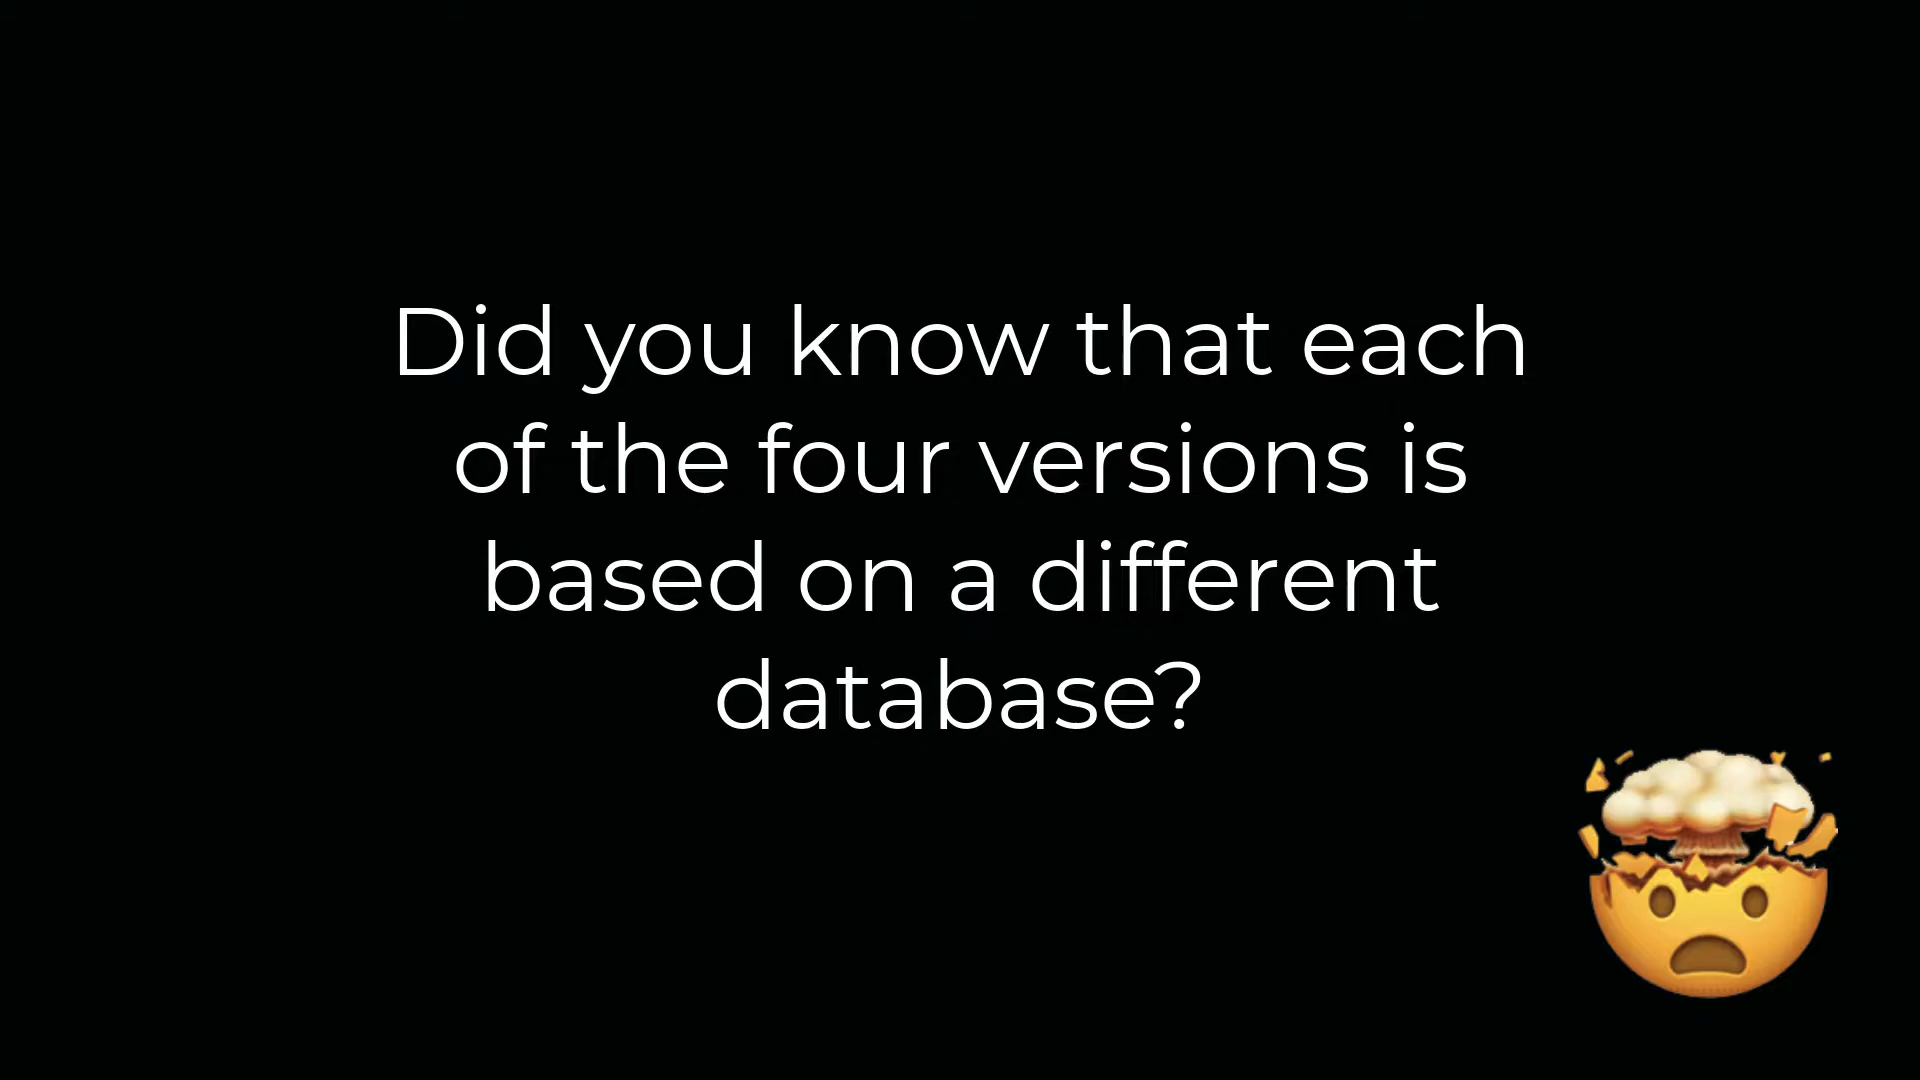 Did you know that each
of the four versions is
based on a different
database?